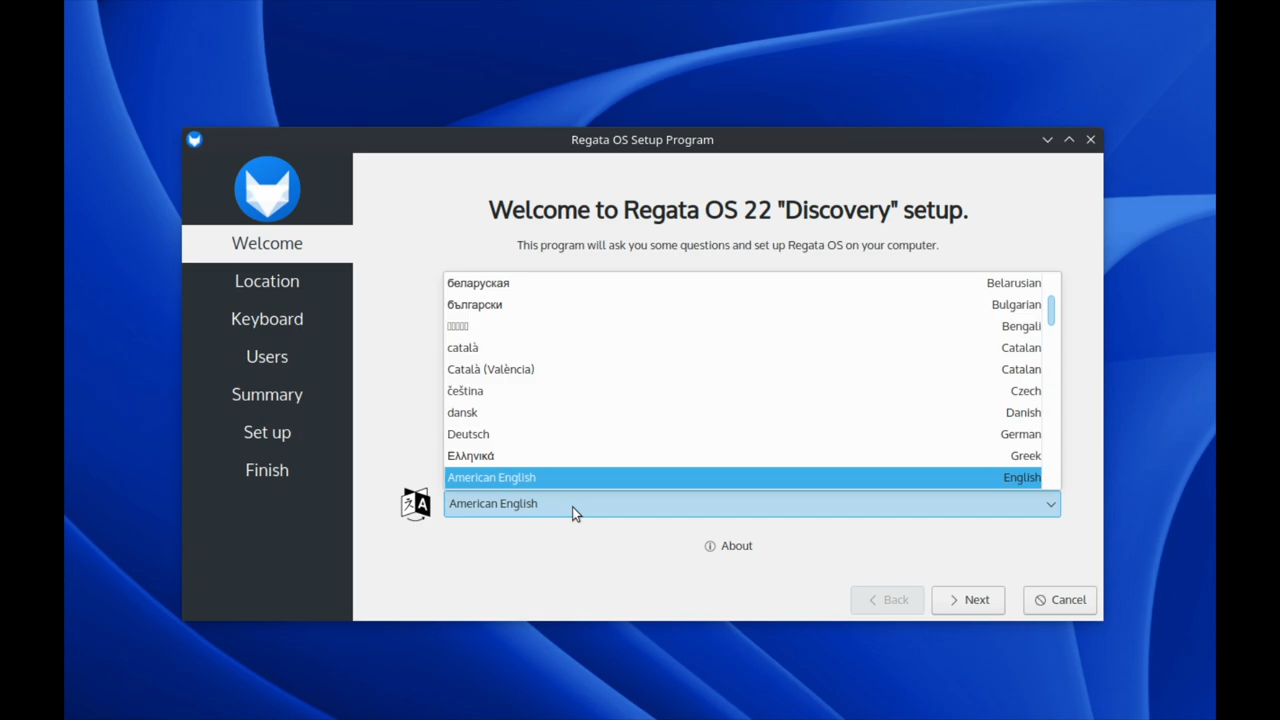 Regata OS Setup Program
Welcome
Location
Keyboard
Users
Summary
Set up
Finish
Welcome to Regata OS 22 "Discovery" setup.
This program will ask you some questions and set up Regata OS on your computer.
беларуская Belarusian
български Bulgarian
Bengali
català Catalan
Català (València) Catalan
čeština Czech
dansk Danish
Deutsch German
Ελληνικά Greek
American English English
American English
About
Back Next Cancel